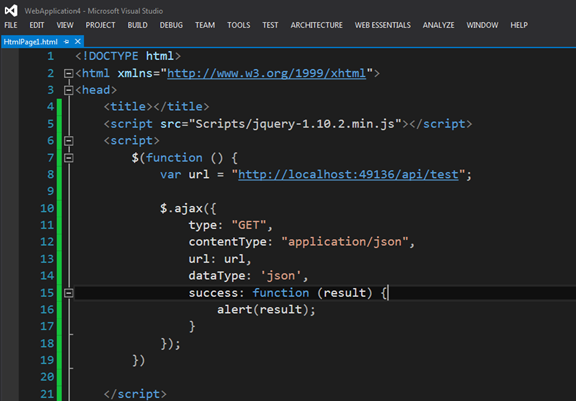 WebApplication4 - Microsoft Visual Studio
FILE EDIT VIEW PROJECT BUILD DEBUG TEAM TOOLS TEST ARCHITECTURE WEB ESSENTIALS ANALYZE WINDOW HELP
HtmlPage1.html
1 <!DOCTYPE html>
2 <html xmlns="http://www.w3.org/1999/xhtml">
3 <head>
4 <title></title>
5 <script src="Scripts/jquery-1.10.2.min.js"></script>
6 <script>
7 $(function () {
8 var url = "http://localhost:49136/api/test";
9
10 $.ajax({
11 type: "GET",
12 contentType: "application/json",
13 url: url,
14 dataType: 'json',
15 success: function (result) {
16 alert(result);
17 }
18 });
19 })
20
21 </script>